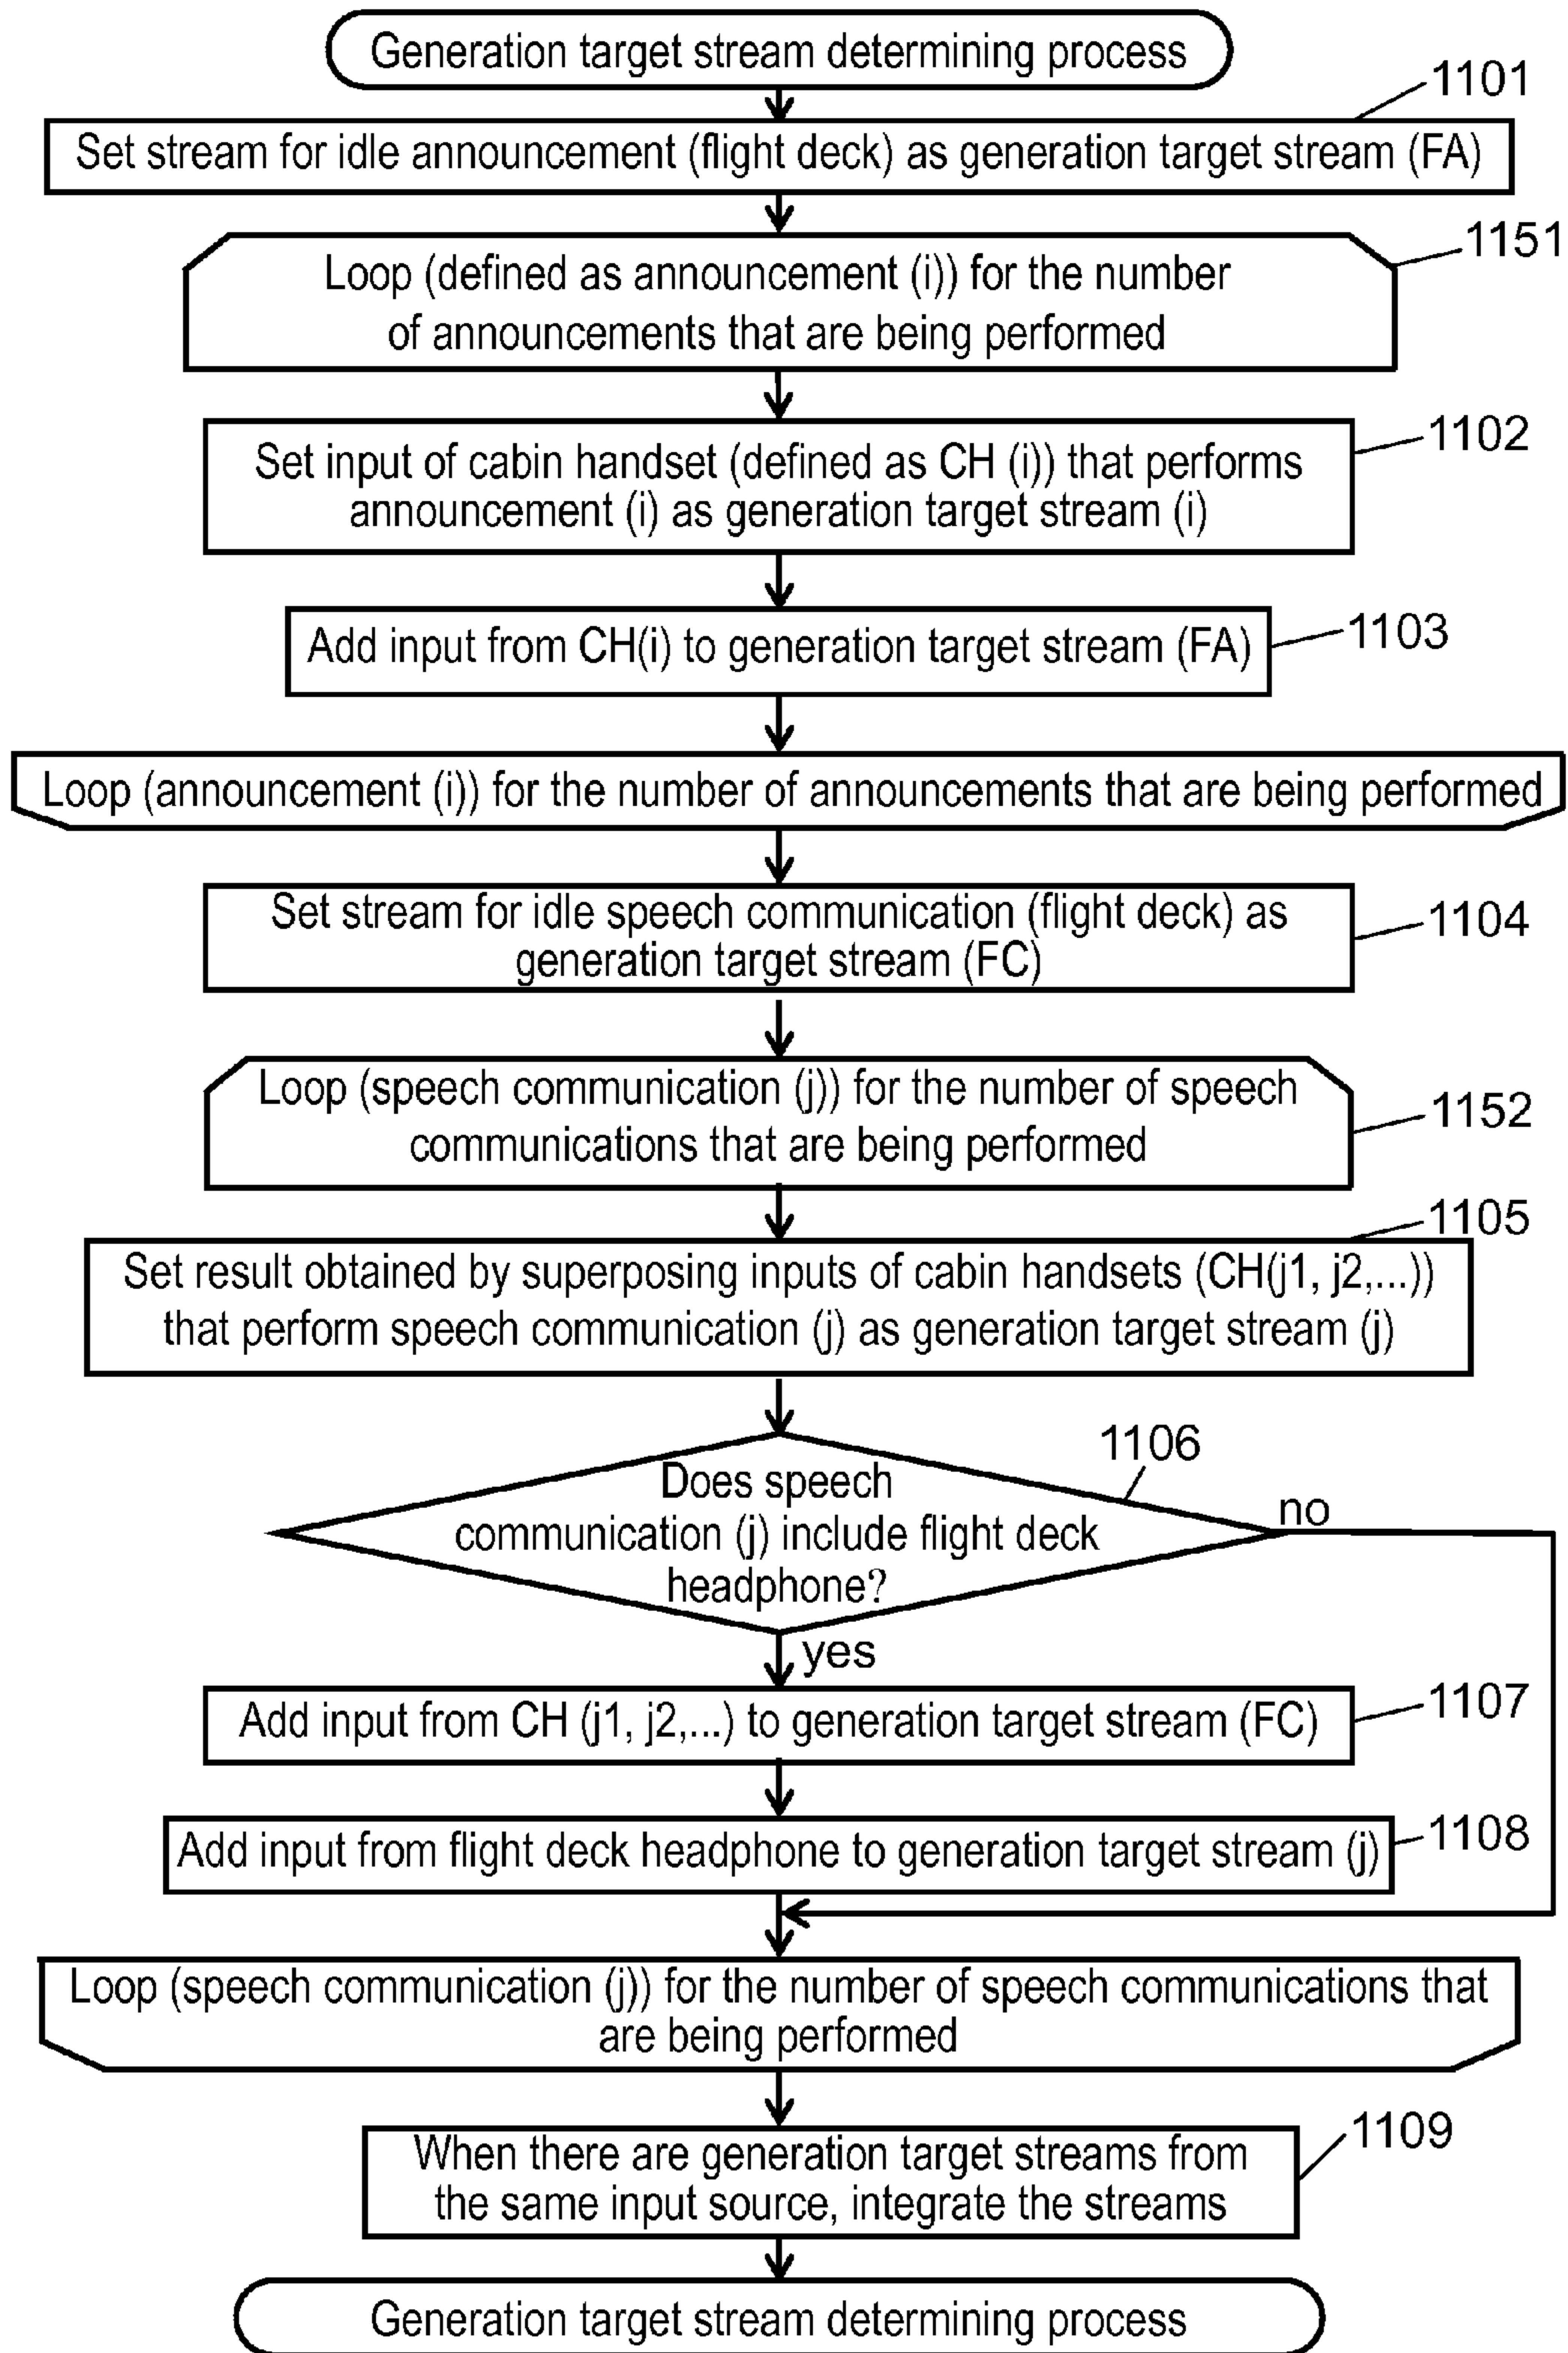 Generation target stream determining process
1101
Set stream for idle announcement (flight deck) as generation target stream (FA)
1151
Loop (defined as announcement (i)) for the number
of announcements that are being performed
1102
Set input of cabin handset (defined as CH (i)) that performs
announcement (i) as generation target stream (i)
1103
Add input from CH(i) to generation target stream (FA)
Loop (announcement (i)) for the number of announcements that are being performed
Set stream for idle speech communication (flight deck) as
generation target stream (FC)
1104
Loop (speech communication (j)) for the number of speech
communications that are being performed
1152
1105
Set result obtained by superposing inputs of cabin handsets (CH(j1, j2,...))
that perform speech communication (j) as generation target stream (j)
1106
Does speech
communication (j) include flight deck
headphone?
no
yes
Add input from CH (j1, j2,...) to generation target stream (FC)
1107
Add input from flight deck headphone to generation target stream (j)
1108
Loop (speech communication (j)) for the number of speech communications that
are being performed
1109
When there are generation target streams from
the same input source, integrate the streams
Generation target stream determining process